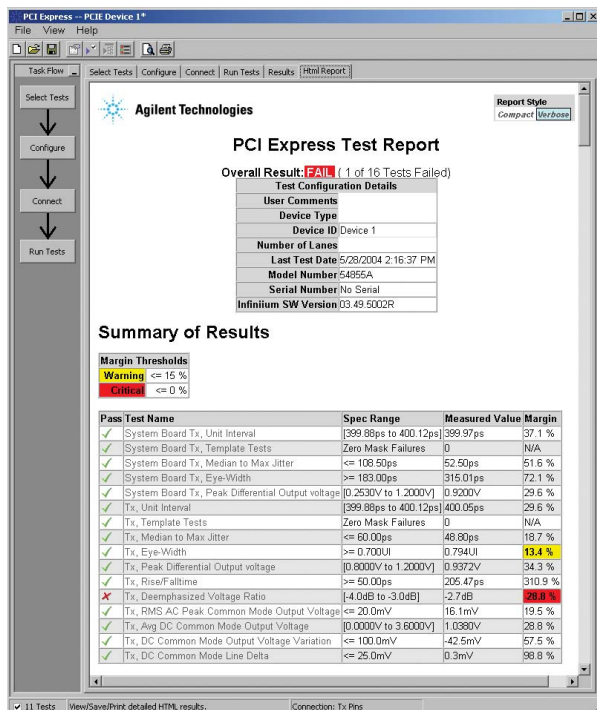 PCI Express -- PCIE Device 1*
File View Help
Task Flow
Select Tests
Configure
Connect
Run Tests
Select Tests Configure Connect Run Tests Results Html Report
Agilent Technologies
Report Style
Compact Verbose
PCI Express Test Report
Overall Result: FAIL ( 1 of 16 Tests Failed)
Test Configuration Details
User Comments
Device Type
Device ID Device 1
Number of Lanes
Last Test Date 5/28/2004 2:16:37 PM
Model Number 54855A
Serial Number No Serial
Infiniium SW Version 03.49.5002R
Summary of Results
Margin Thresholds
Warning <= 15 %
Critical <= 0 %
Pass Test Name Spec Range Measured Value Margin
System Board Tx, Unit Interval [399.88ps to 400.12ps] 399.97ps 37.1 %
System Board Tx, Template Tests Zero Mask Failures 0 N/A
System Board Tx, Median to Max Jitter <= 108.50ps 52.50ps 51.6 %
System Board Tx, Eye-Width >= 183.00ps 315.01ps 72.1 %
System Board Tx, Peak Differential Output voltage [0.2530V to 1.2000V] 0.9200V 29.6 %
Tx, Unit Interval [399.88ps to 400.12ps] 400.05ps 29.6 %
Tx, Template Tests Zero Mask Failures 0 N/A
Tx, Median to Max Jitter <= 60.00ps 48.80ps 18.7 %
Tx, Eye-Width >= 0.700UI 0.794UI 13.4 %
Tx, Peak Differential Output voltage [0.8000V to 1.2000V] 0.9372V 34.3 %
Tx, Rise/Falltime >= 50.00ps 205.47ps 310.9 %
Tx, Deemphasized Voltage Ratio [-4.0dB to -3.0dB] -2.7dB -28.8 %
Tx, RMS AC Peak Common Mode Output Voltage <= 20.0mV 16.1mV 19.5 %
Tx, Avg DC Common Mode Output Voltage [0.0000V to 3.6000V] 1.0380V 28.8 %
Tx, DC Common Mode Output Voltage Variation <= 100.0mV -42.5mV 57.5 %
Tx, DC Common Mode Line Delta <= 25.0mV 0.3mV 98.8 %
11 Tests View/Save/Print detailed HTML results. Connection: Tx Pins